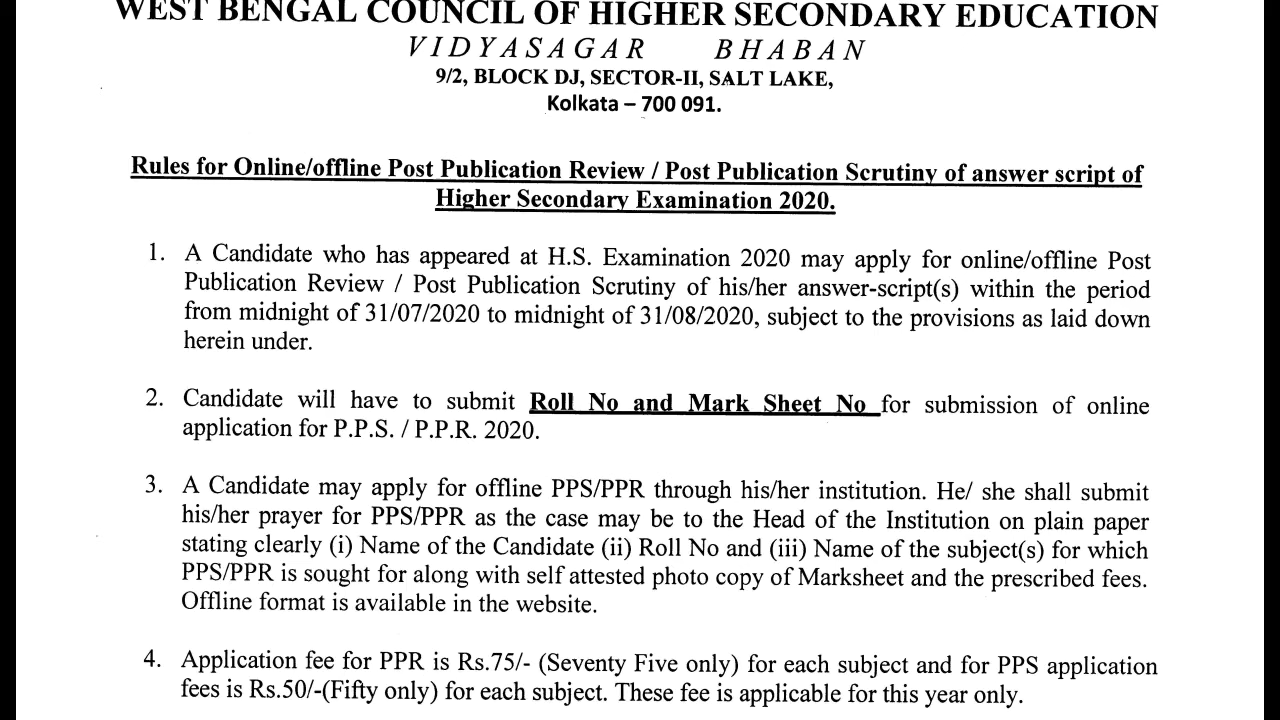 WEST BENGAL COUNCIL OF HIGHER SECONDARY EDUCATION
VIDYASAGAR BHABAN
9/2, BLOCK DJ, SECTOR-II, SALT LAKE,
Kolkata – 700 091.
Rules for Online/offline Post Publication Review / Post Publication Scrutiny of answer script of
Higher Secondary Examination 2020.
1. A Candidate who has appeared at H.S. Examination 2020 may apply for online/offline Post
Publication Review / Post Publication Scrutiny of his/her answer-script(s) within the period
from midnight of 31/07/2020 to midnight of 31/08/2020, subject to the provisions as laid down
herein under.
2. Candidate will have to submit Roll No and Mark Sheet No for submission of online
application for P.P.S. / P.P.R. 2020.
3. A Candidate may apply for offline PPS/PPR through his/her institution. He/ she shall submit
his/her prayer for PPS/PPR as the case may be to the Head of the Institution on plain paper
stating clearly (i) Name of the Candidate (ii) Roll No and (iii) Name of the subject(s) for which
PPS/PPR is sought for along with self attested photo copy of Marksheet and the prescribed fees.
Offline format is available in the website.
4. Application fee for PPR is Rs.75/- (Seventy Five only) for each subject and for PPS application
fees is Rs.50/-(Fifty only) for each subject. These fee is applicable for this year only.